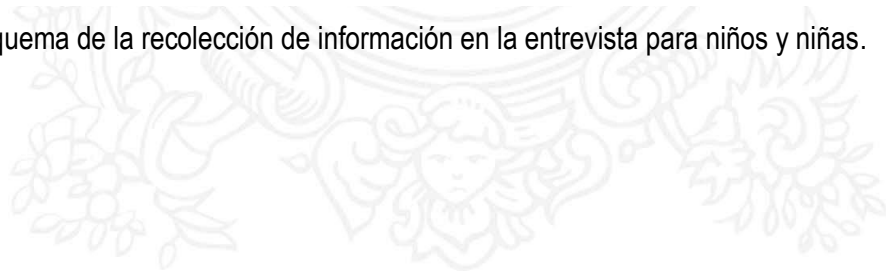 quema de la recolección de información en la entrevista para niños y niñas.